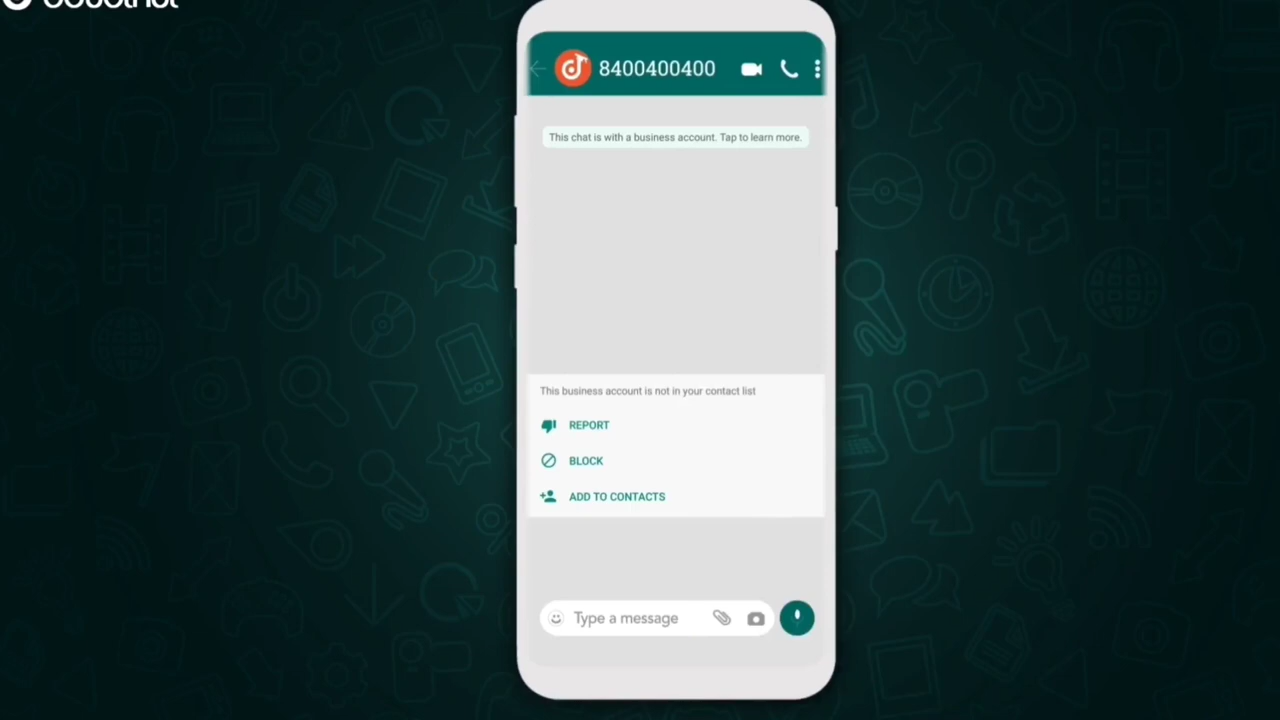 8400400400
This chat is with a business account. Tap to learn more.
This business account is not in your contact list
REPORT
BLOCK
ADD TO CONTACTS
Type a message